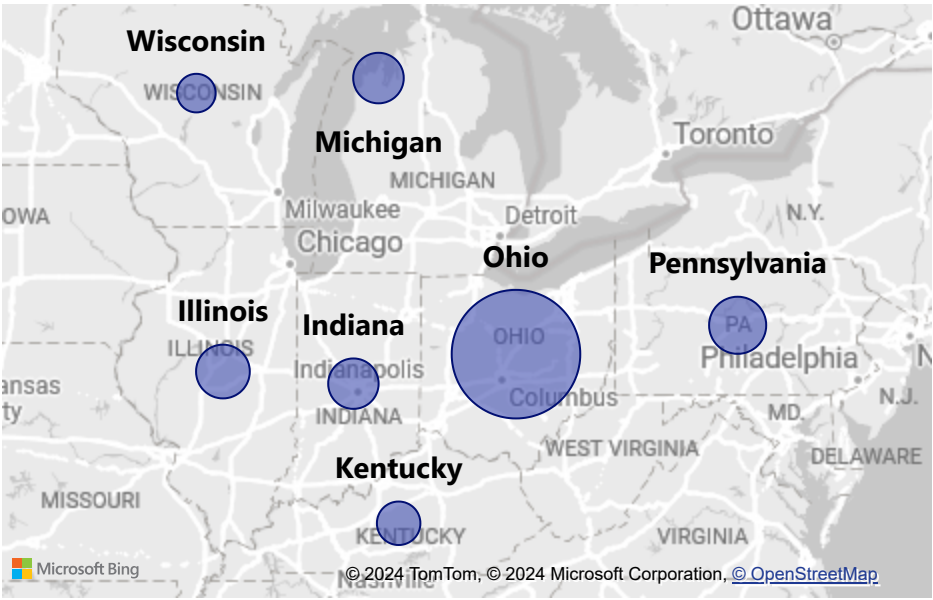 Ottawa
Wisconsin
WISCONSIN
Michigan
Toronto
MICHIGAN
OWA
Milwaukee
Detroit
N.Y.
Chicago
Ohio
Pennsylvania
Illinois
Indiana
PA
OHIO
ILLINOIS
Philadelphia
N
Indianapolis
ansas
ty
Columbus
N.J.
INDIANA
MD.
WEST VIRGINIA
DELAWARE
Kentucky
MISSOURI
KENTUCKY
VIRGINIA
Microsoft Bing
© 2024 TomTom, © 2024 Microsoft Corporation, © OpenStreetMap
Nashville